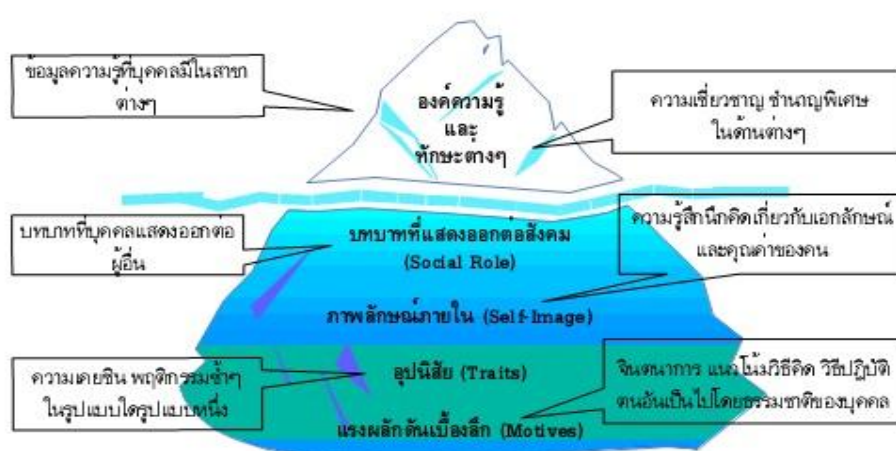 ข้อมูลความรู้ที่บุคคลมีในสาขา
ต่างๆ
องค์ความรู้
และ
ทักษะต่างๆ
ความเชี่ยวชาญ ชำนาญพิเศษ
ในด้านต่างๆ
บทบาทที่บุคคลแสดงออกต่อ
ผู้อื่น
บทบาทที่แสดงออกต่อสังคม
(Social Role)
ความรู้สึกนึกคิดเกี่ยวกับเอกลักษณ์
และคุณค่าของคน
ภาพลักษณ์ภายใน (Self-Image)
ความเคยชิน พฤติกรรมซ้ำๆ
ในรูปแบบใดรูปแบบหนึ่ง
อุปนิสัย (Traits)
จินตนาการ แนวโน้มวิธีคิด วิธีปฏิบัติ
ตนอันเป็นไปโดยธรรมชาติของบุคคล
แรงผลักดันเบื้องลึก (Motives)